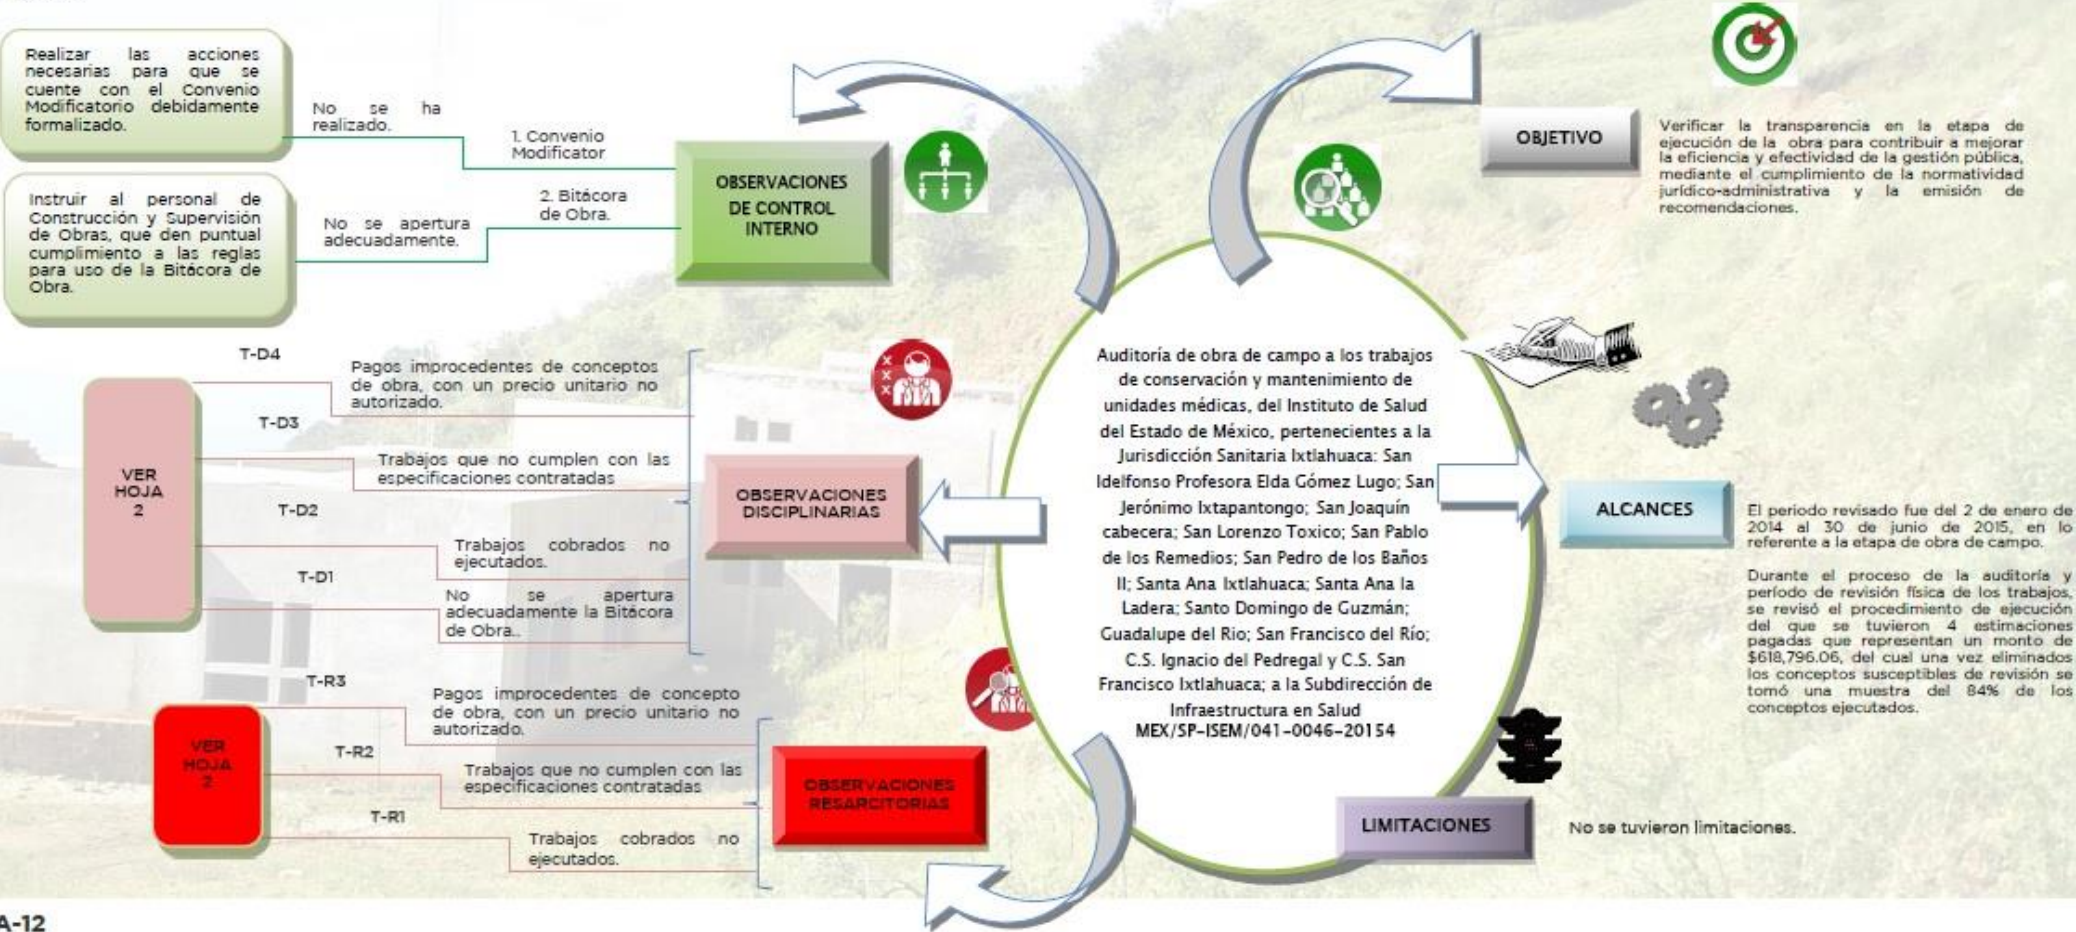 Realizar las acciones
necesarias para que se
cuente con el Convenio
Modificatorio debidamente
formalizado.
No se ha
realizado.
1. Convenio
Modificator
Instruir al personal de
Construcción y Supervisión
de Obras, que den puntual
cumplimiento a las reglas
para uso de la Bitácora de
Obra.
No se apertura
adecuadamente.
2. Bitácora
de Obra.
OBSERVACIONES
DE CONTROL
INTERNO
OBJETIVO
Verificar la transparencia en la etapa de
ejecución de la obra para contribuir a mejorar
la eficiencia y efectividad de la gestión pública,
mediante el cumplimiento de la normatividad
jurídico-administrativa y la emisión de
recomendaciones.
VER
HOJA
2
T-D4
Pagos improcedentes de conceptos
de obra, con un precio unitario no
autorizado.
T-D3
Trabajos que no cumplen con las
especificaciones contratadas
T-D2
Trabajos cobrados no
ejecutados.
T-D1
No se apertura
adecuadamente la Bitácora
de Obra..
OBSERVACIONES
DISCIPLINARIAS
Auditoría de obra de campo a los trabajos
de conservación y mantenimiento de
unidades médicas, del Instituto de Salud
del Estado de México, pertenecientes a la
Jurisdicción Sanitaria Ixtlahuaca: San
Idelfonso Profesora Elda Gómez Lugo; San
Jerónimo Ixtapantongo; San Joaquín
cabecera; San Lorenzo Toxico; San Pablo
de los Remedios; San Pedro de los Baños
II; Santa Ana Ixtlahuaca; Santa Ana la
Ladera; Santo Domingo de Guzmán;
Guadalupe del Rio; San Francisco del Río;
C.S. Ignacio del Pedregal y C.S. San
Francisco Ixtlahuaca; a la Subdirección de
Infraestructura en Salud
MEX/SP-ISEM/041-0046-20154
ALCANCES
El periodo revisado fue del 2 de enero de
2014 al 30 de junio de 2015, en lo
referente a la etapa de obra de campo.
Durante el proceso de la auditoría y
período de revisión física de los trabajos,
se revisó el procedimiento de ejecución
del que se tuvieron 4 estimaciones
pagadas que representan un monto de
$618,796.06, del cual una vez eliminados
los conceptos susceptibles de revisión se
tomó una muestra del 84% de los
conceptos ejecutados.
VER
HOJA
2
T-R3
Pagos improcedentes de concepto
de obra, con un precio unitario no
autorizado.
T-R2
Trabajos que no cumplen con las
especificaciones contratadas
T-R1
Trabajos cobrados no
ejecutados.
OBSERVACIONES
RESARCITORIAS
LIMITACIONES
No se tuvieron limitaciones.
A-12